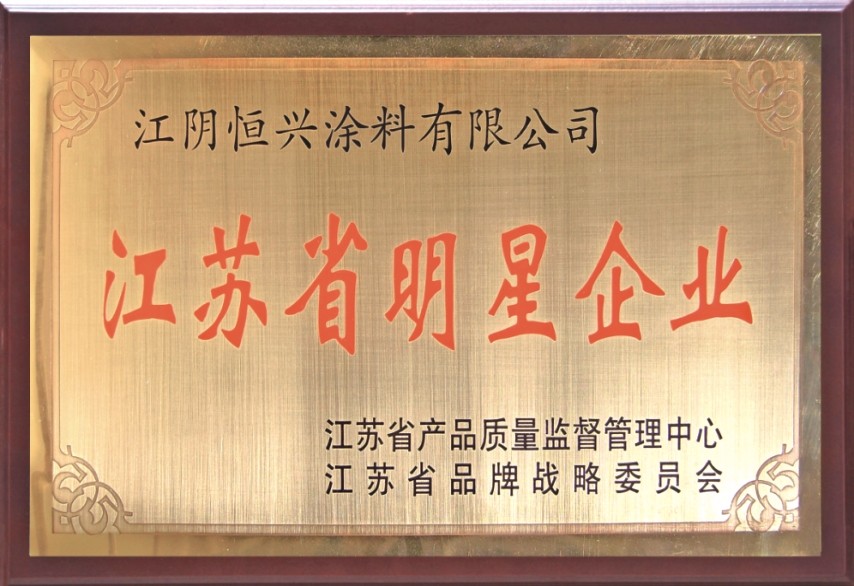 江阴恒兴涂料有限公司
江苏省明星企业
江苏省产品质量监督管理中心
江苏省品牌战略委员会